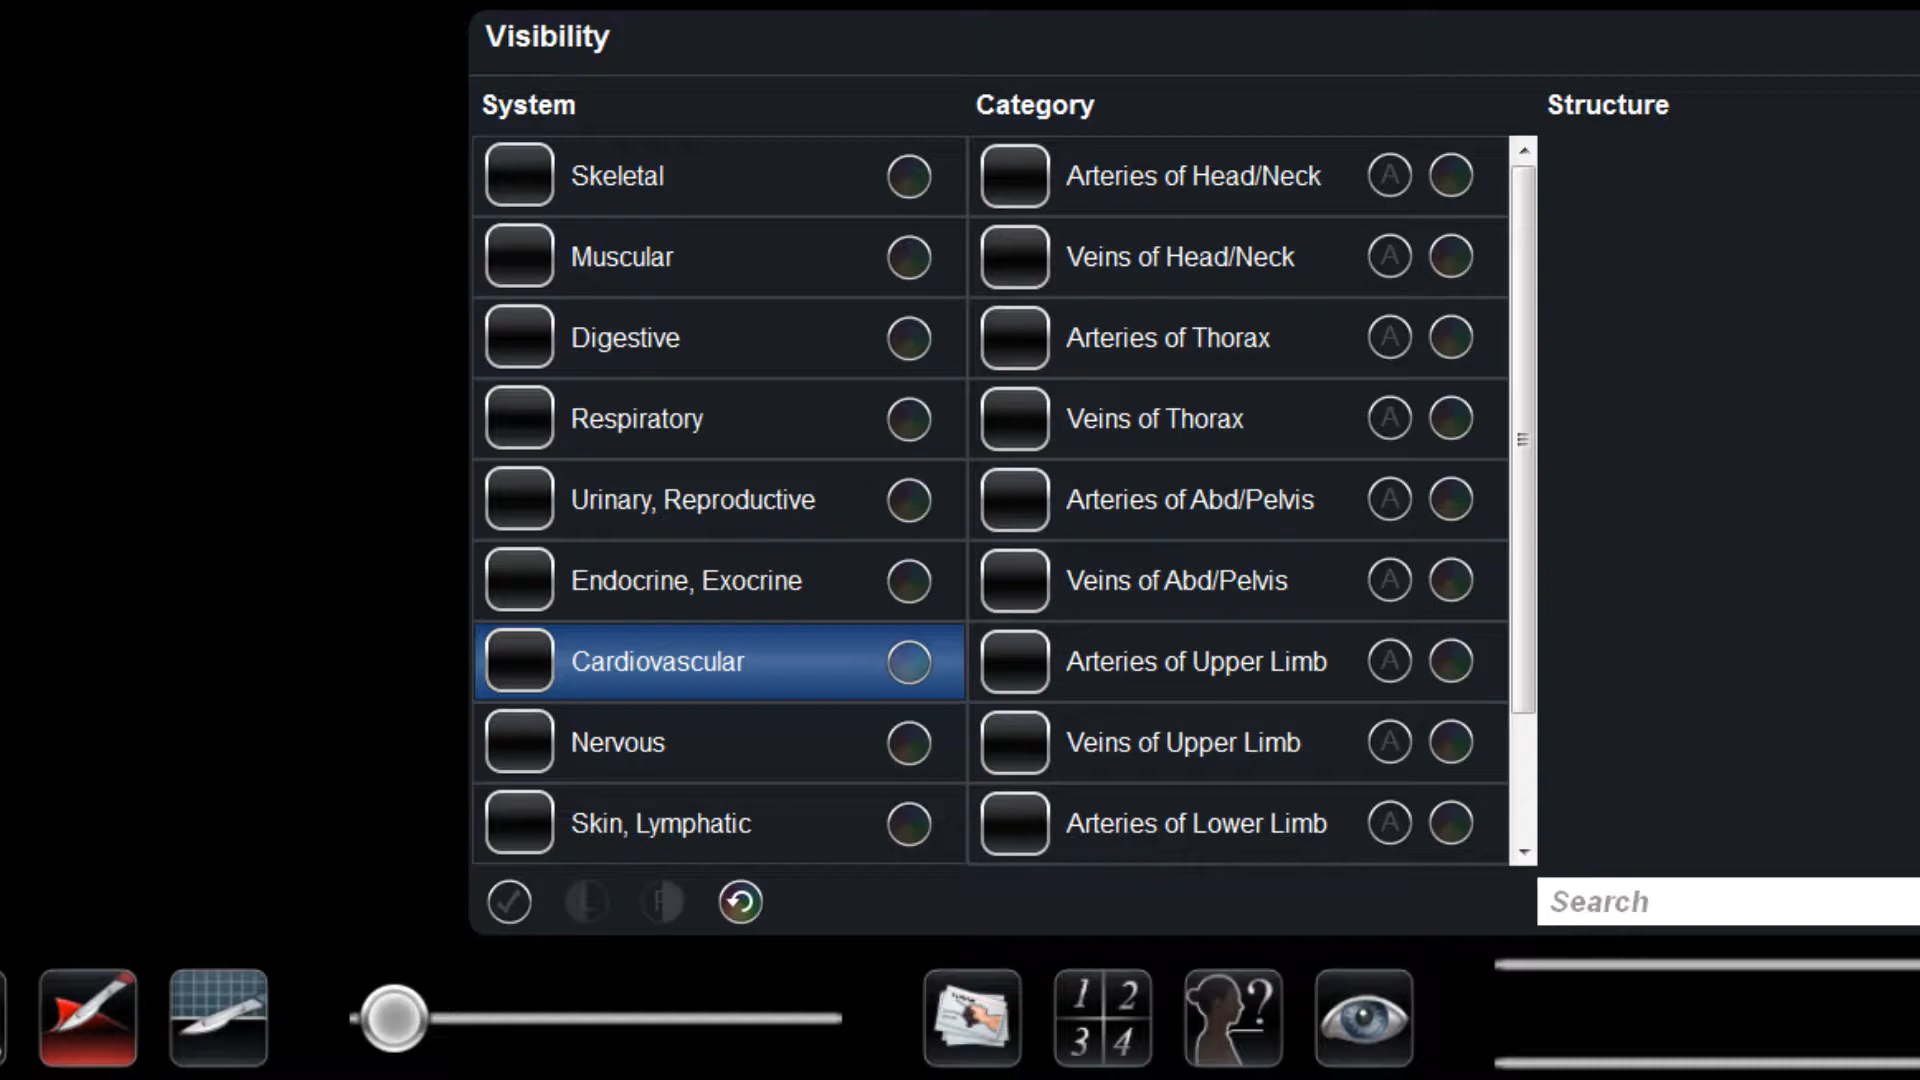 Visibility
System
Category
Structure
Skeletal
Arteries of Head/Neck
A
Muscular
Veins of Head/Neck
A
Digestive
Arteries of Thorax
A
Respiratory
Veins of Thorax
A
Urinary, Reproductive
Arteries of Abd/Pelvis
A
Endocrine, Exocrine
Veins of Abd/Pelvis
A
Cardiovascular
Arteries of Upper Limb
A
Nervous
Veins of Upper Limb
A
Skin, Lymphatic
Arteries of Lower Limb
A
Search
1 2
3 4
?